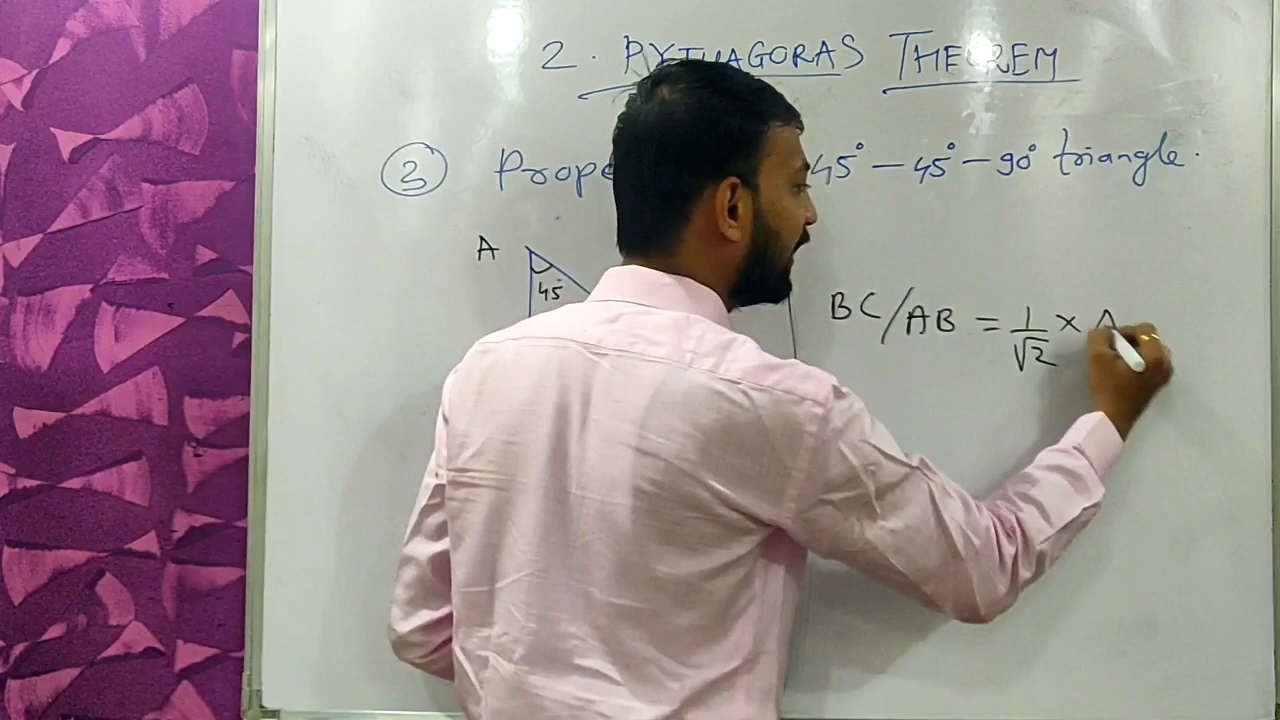 2. PYTHAGORAS THEOREM
3 Prope 45° - 45° - 90° triangle.
A
45°
BC/AB = 1/√2 × A